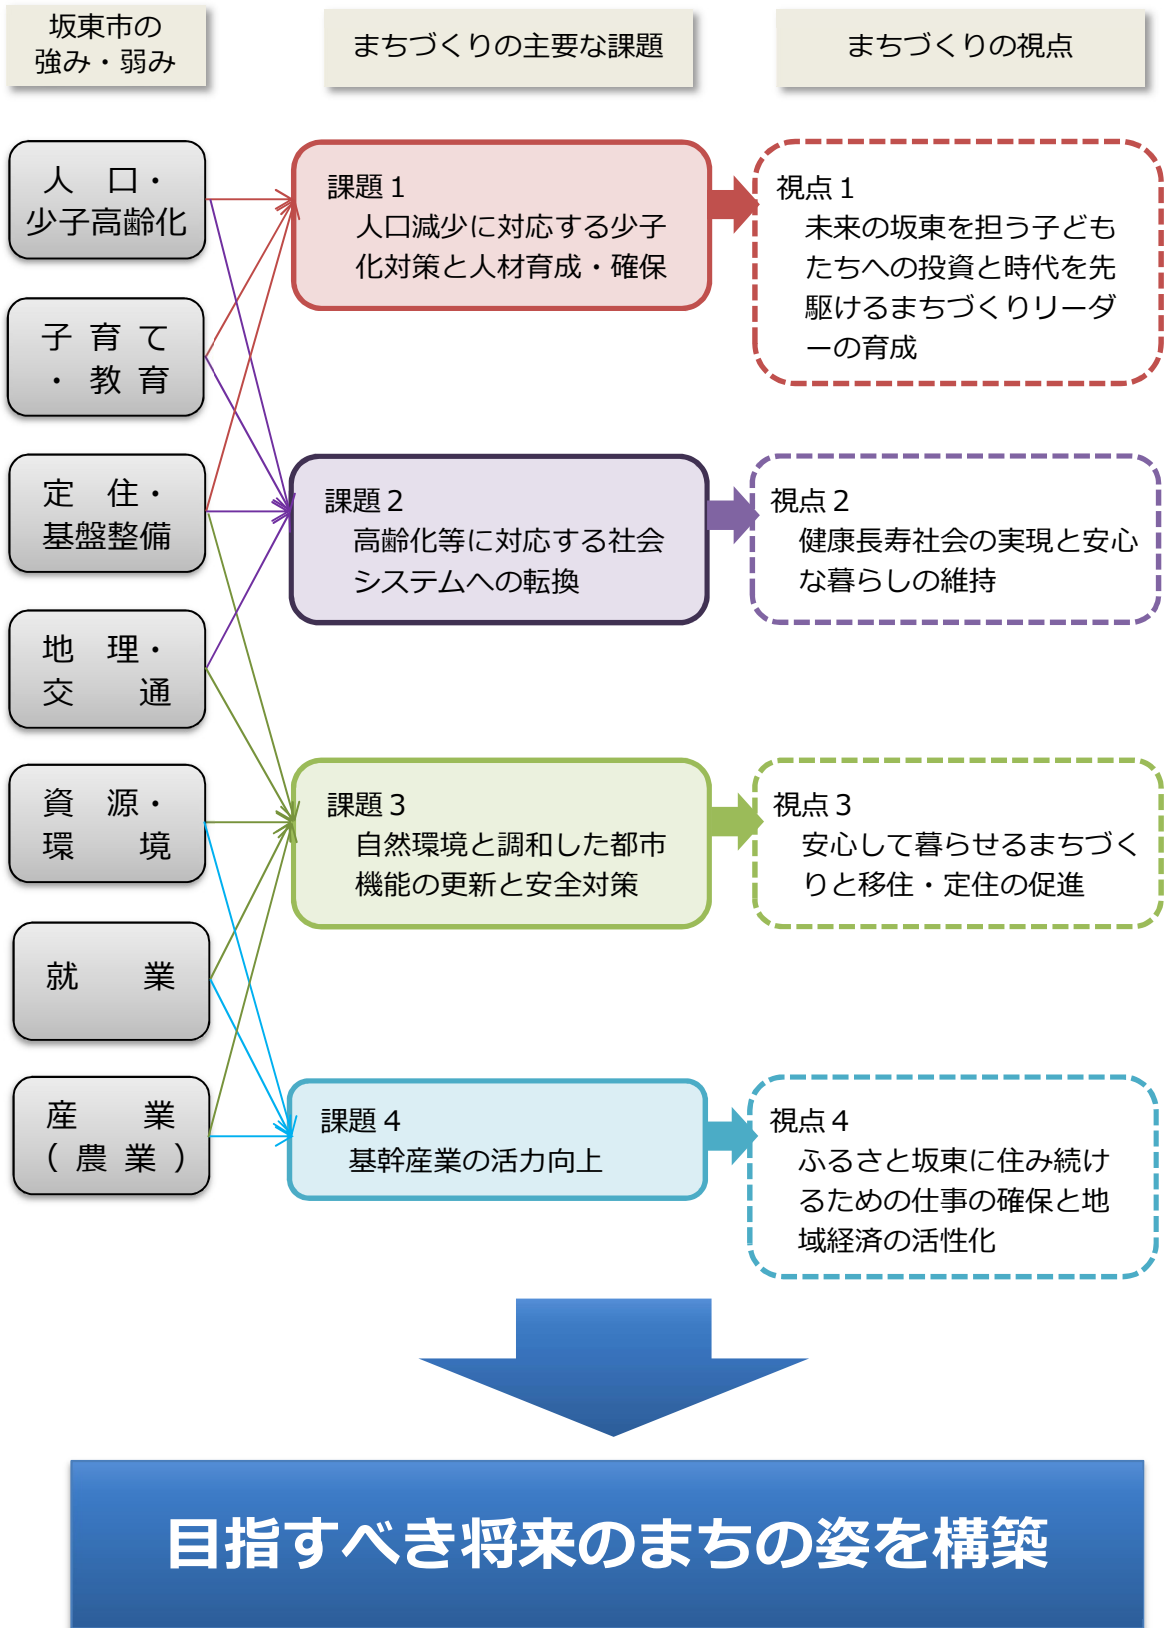 坂東市の
強み・弱み
まちづくりの主要な課題
まちづくりの視点
人　口・
少子高齢化
子 育 て
・ 教 育
定　住・
基盤整備
地　理・
交　　通
資　源・
環　　境
就　　業
産　　業
（ 農 業 ）
課題１
人口減少に対応する少子
化対策と人材育成・確保
課題２
高齢化等に対応する社会
システムへの転換
課題３
自然環境と調和した都市
機能の更新と安全対策
課題４
基幹産業の活力向上
視点１
未来の坂東を担う子ども
たちへの投資と時代を先
駆けるまちづくりリーダ
ーの育成
視点２
健康長寿社会の実現と安心
な暮らしの維持
視点３
安心して暮らせるまちづく
りと移住・定住の促進
視点４
ふるさと坂東に住み続け
るための仕事の確保と地
域経済の活性化
目指すべき将来のまちの姿を構築